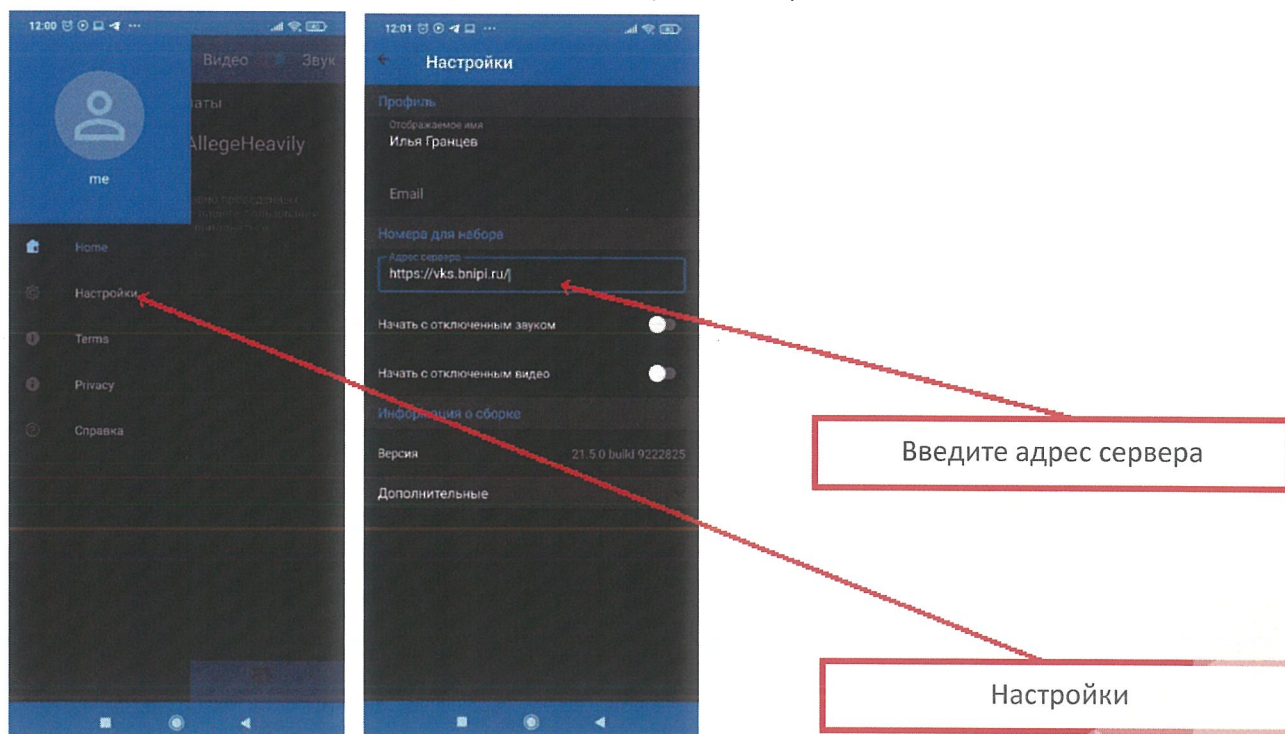 12:00
Видео Звук
AllegeHeavily
me
Home
Настройки
Terms
Privacy
Справка
12:01
Настройки
Профиль
Отображаемое имя
Илья Гранцев
Email
Номера для набора
Адрес сервера
https://vks.bnipi.ru/
Начать с отключенным звуком
Начать с отключенным видео
Информация о сборке
Версия 21.5.0 build 9222825
Дополнительные
Введите адрес сервера
Настройки